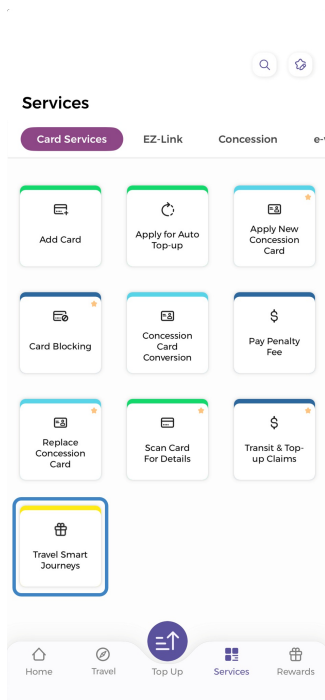 Services
Card Services EZ-Link Concession e-
Add Card
Apply for Auto
Top-up
Apply New
Concession
Card
Card Blocking
Concession
Card
Conversion
Pay Penalty
Fee
Replace
Concession
Card
Scan Card
For Details
Transit & Top-
up Claims
Travel Smart
Journeys
Home Travel Top Up Services Rewards